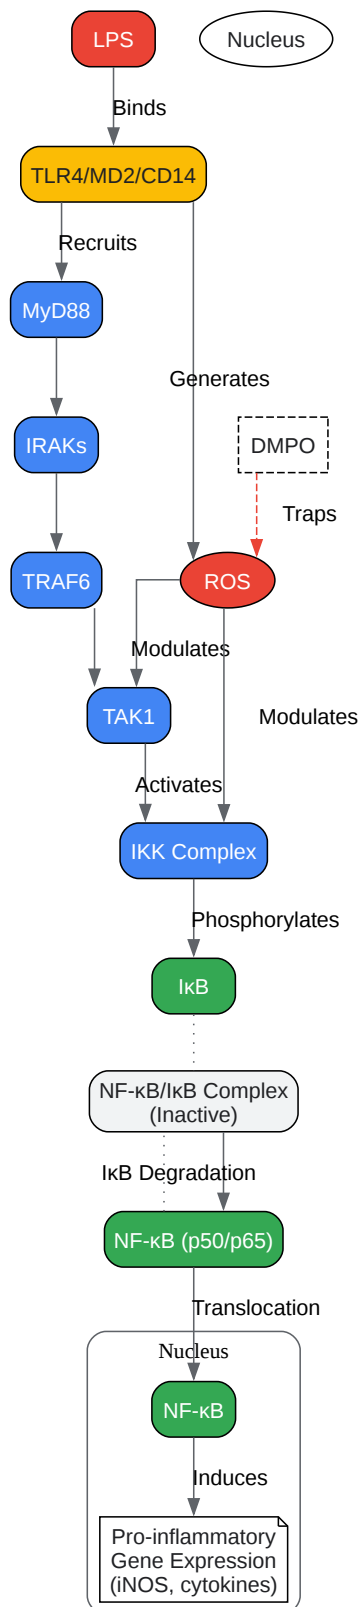 LPS
Nucleus
Binds
TLR4/MD2/CD14
Recruits
MyD88
Generates
IRAKs
DMPO
Traps
TRAF6
ROS
Modulates
TAK1
Modulates
Activates
IKK Complex
Phosphorylates
IκB
NF-κB/IκB Complex
(Inactive)
IκB Degradation
NF-κB (p50/p65)
Translocation
Nucleus
NF-κB
Induces
Pro-inflammatory
Gene Expression
(iNOS, cytokines)